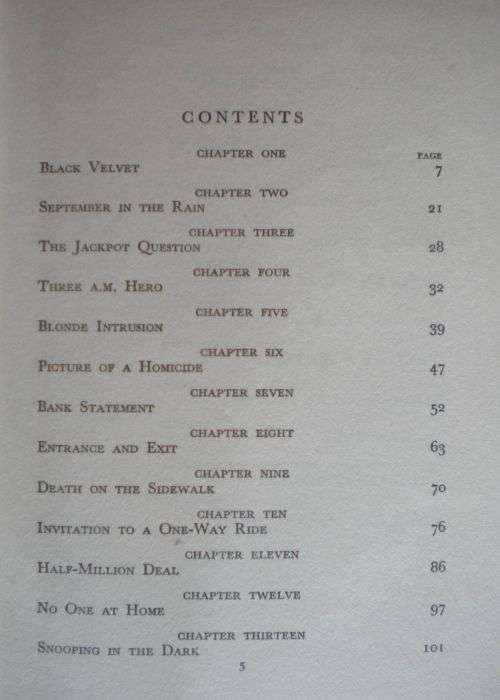 CONTENTS
CHAPTER ONE PAGE
BLACK VELVET 7
CHAPTER TWO
SEPTEMBER IN THE RAIN 21
CHAPTER THREE
THE JACKPOT QUESTION 28
CHAPTER FOUR
THREE A.M. HERO 32
CHAPTER FIVE
BLONDE INTRUSION 39
CHAPTER SIX
PICTURE OF A HOMICIDE 47
CHAPTER SEVEN
BANK STATEMENT 52
CHAPTER EIGHT
ENTRANCE AND EXIT 63
CHAPTER NINE
DEATH ON THE SIDEWALK 70
CHAPTER TEN
INVITATION TO A ONE-WAY RIDE 76
CHAPTER ELEVEN
HALF-MILLION DEAL 86
CHAPTER TWELVE
NO ONE AT HOME 97
CHAPTER THIRTEEN
SNOOPING IN THE DARK 101
5